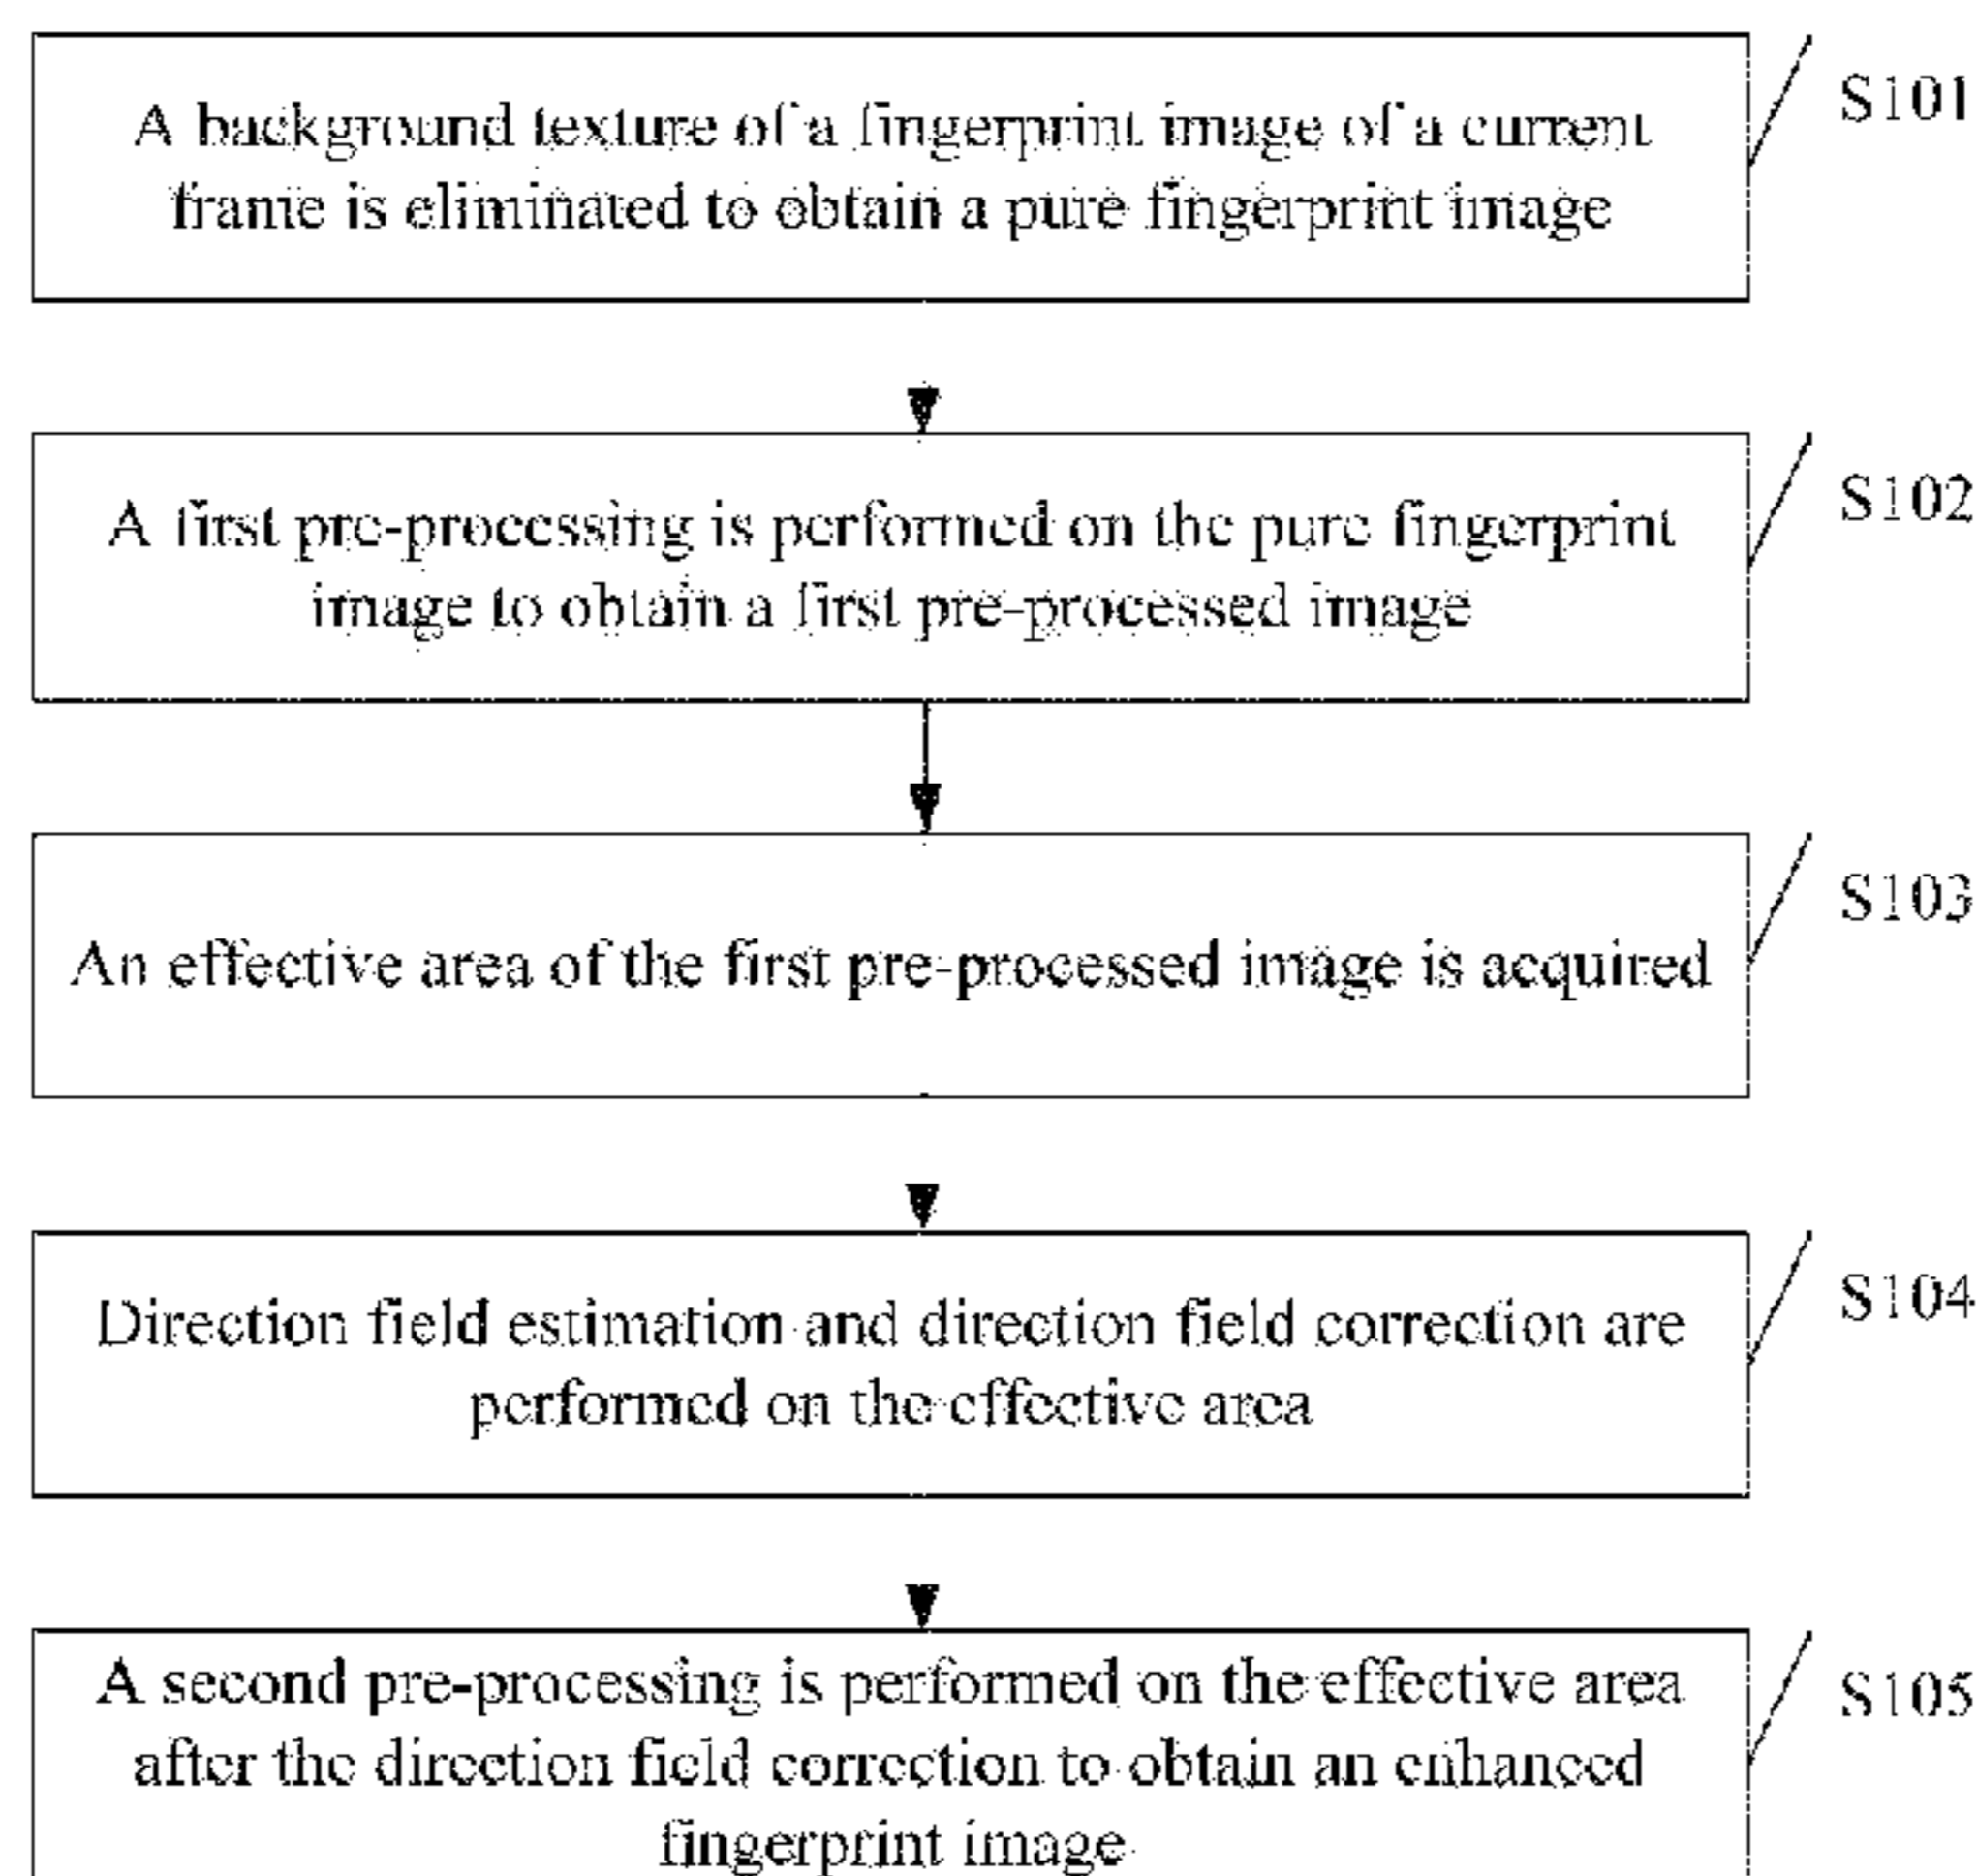 A background texture of a fingerprint image of a current
frame is eliminated to obtain a pure fingerprint image
S101
A first pre-processing is performed on the pure fingerprint
image to obtain a first pre-processed image
S102
An effective area of the first pre-processed image is acquired
S103
Direction field estimation and direction field correction are
performed on the effective area
S104
A second pre-processing is performed on the effective area
after the direction field correction to obtain an enhanced
fingerprint image
S105